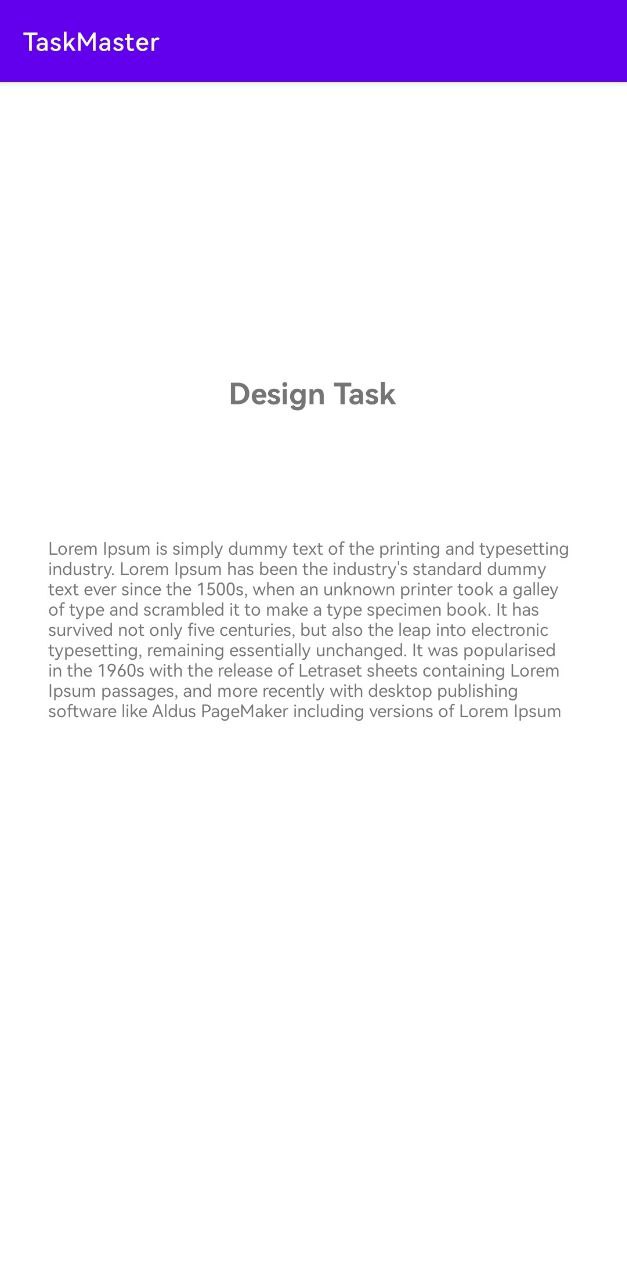 TaskMaster
Design Task
Lorem Ipsum is simply dummy text of the printing and typesetting
industry. Lorem Ipsum has been the industry's standard dummy
text ever since the 1500s, when an unknown printer took a galley
of type and scrambled it to make a type specimen book. It has
survived not only five centuries, but also the leap into electronic
typesetting, remaining essentially unchanged. It was popularised
in the 1960s with the release of Letraset sheets containing Lorem
Ipsum passages, and more recently with desktop publishing
software like Aldus PageMaker including versions of Lorem Ipsum